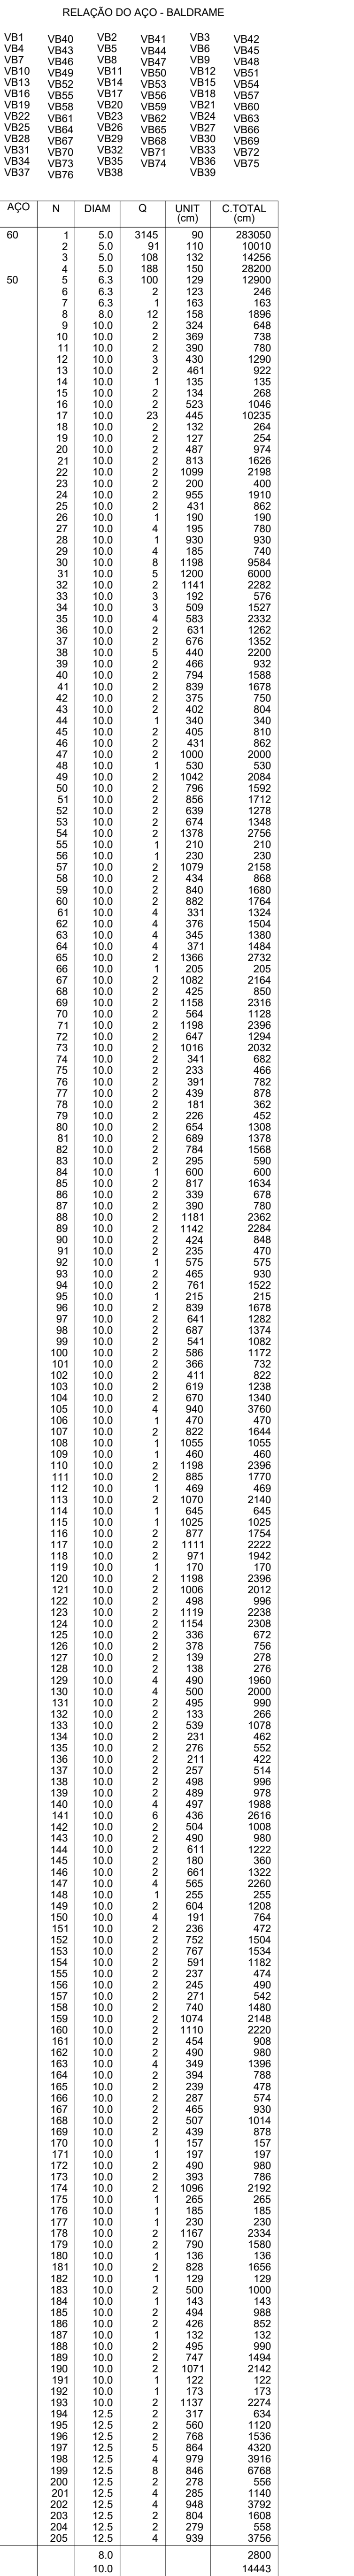 RELAÇÃO DO AÇO - BALDRAME
VB1 VB40 VB2 VB41 VB3 VB42
VB4 VB43 VB5 VB44 VB6 VB45
VB7 VB46 VB8 VB47 VB9 VB48
VB10 VB49 VB11 VB50 VB12 VB51
VB13 VB52 VB14 VB53 VB15 VB54
VB16 VB55 VB17 VB56 VB18 VB57
VB19 VB58 VB20 VB59 VB21 VB60
VB22 VB61 VB23 VB62 VB24 VB63
VB25 VB64 VB26 VB65 VB27 VB66
VB28 VB67 VB29 VB68 VB30 VB69
VB31 VB70 VB32 VB71 VB33 VB72
VB34 VB73 VB35 VB74 VB36 VB75
VB37 VB76 VB38 VB39
AÇO N DIAM Q UNIT C.TOTAL
(cm) (cm)
60 1 5.0 3145 90 283050
2 5.0 91 110 10010
3 5.0 108 132 14256
4 5.0 188 150 28200
50 5 6.3 100 129 12900
6 6.3 2 123 246
7 6.3 1 163 163
8 8.0 12 158 1896
9 10.0 2 324 648
10 10.0 2 369 738
11 10.0 2 390 780
12 10.0 3 430 1290
13 10.0 2 461 922
14 10.0 1 135 135
15 10.0 2 134 268
16 10.0 2 523 1046
17 10.0 23 445 10235
18 10.0 2 132 264
19 10.0 2 127 254
20 10.0 2 487 974
21 10.0 2 813 1626
22 10.0 2 1099 2198
23 10.0 2 200 400
24 10.0 2 955 1910
25 10.0 2 431 862
26 10.0 1 190 190
27 10.0 4 195 780
28 10.0 1 930 930
29 10.0 4 185 740
30 10.0 8 1198 9584
31 10.0 5 1200 6000
32 10.0 2 1141 2282
33 10.0 3 192 576
34 10.0 3 509 1527
35 10.0 4 583 2332
36 10.0 2 631 1262
37 10.0 2 676 1352
38 10.0 5 440 2200
39 10.0 2 466 932
40 10.0 2 794 1588
41 10.0 2 839 1678
42 10.0 2 375 750
43 10.0 2 402 804
44 10.0 1 340 340
45 10.0 2 405 810
46 10.0 2 431 862
47 10.0 2 1000 2000
48 10.0 1 530 530
49 10.0 2 1042 2084
50 10.0 2 796 1592
51 10.0 2 856 1712
52 10.0 2 639 1278
53 10.0 2 674 1348
54 10.0 2 1378 2756
55 10.0 1 210 210
56 10.0 1 230 230
57 10.0 2 1079 2158
58 10.0 2 434 868
59 10.0 2 840 1680
60 10.0 2 882 1764
61 10.0 4 331 1324
62 10.0 4 376 1504
63 10.0 4 345 1380
64 10.0 4 371 1484
65 10.0 2 1366 2732
66 10.0 1 205 205
67 10.0 2 1082 2164
68 10.0 2 425 850
69 10.0 2 1158 2316
70 10.0 2 564 1128
71 10.0 2 1198 2396
72 10.0 2 647 1294
73 10.0 2 1016 2032
74 10.0 2 341 682
75 10.0 2 233 466
76 10.0 2 391 782
77 10.0 2 439 878
78 10.0 2 181 362
79 10.0 2 226 452
80 10.0 2 654 1308
81 10.0 2 689 1378
82 10.0 2 784 1568
83 10.0 2 295 590
84 10.0 1 600 600
85 10.0 2 817 1634
86 10.0 2 339 678
87 10.0 2 390 780
88 10.0 2 1181 2362
89 10.0 2 1142 2284
90 10.0 2 424 848
91 10.0 2 235 470
92 10.0 1 575 575
93 10.0 2 465 930
94 10.0 2 761 1522
95 10.0 1 215 215
96 10.0 2 839 1678
97 10.0 2 641 1282
98 10.0 2 687 1374
99 10.0 2 541 1082
100 10.0 2 586 1172
101 10.0 2 366 732
102 10.0 2 411 822
103 10.0 2 619 1238
104 10.0 2 670 1340
105 10.0 4 940 3760
106 10.0 1 470 470
107 10.0 2 822 1644
108 10.0 1 1055 1055
109 10.0 1 460 460
110 10.0 2 1198 2396
111 10.0 2 885 1770
112 10.0 1 469 469
113 10.0 2 1070 2140
114 10.0 1 645 645
115 10.0 1 1025 1025
116 10.0 2 877 1754
117 10.0 2 1111 2222
118 10.0 2 971 1942
119 10.0 1 170 170
120 10.0 2 1198 2396
121 10.0 2 1006 2012
122 10.0 2 498 996
123 10.0 2 1119 2238
124 10.0 2 1154 2308
125 10.0 2 336 672
126 10.0 2 378 756
127 10.0 2 139 278
128 10.0 2 138 276
129 10.0 4 490 1960
130 10.0 4 500 2000
131 10.0 2 495 990
132 10.0 2 133 266
133 10.0 2 539 1078
134 10.0 2 231 462
135 10.0 2 276 552
136 10.0 2 211 422
137 10.0 2 257 514
138 10.0 2 498 996
139 10.0 2 489 978
140 10.0 4 497 1988
141 10.0 6 436 2616
142 10.0 2 504 1008
143 10.0 2 490 980
144 10.0 2 611 1222
145 10.0 2 180 360
146 10.0 2 661 1322
147 10.0 4 565 2260
148 10.0 1 255 255
149 10.0 2 604 1208
150 10.0 4 191 764
151 10.0 2 236 472
152 10.0 2 752 1504
153 10.0 2 767 1534
154 10.0 2 591 1182
155 10.0 2 237 474
156 10.0 2 245 490
157 10.0 2 271 542
158 10.0 2 740 1480
159 10.0 2 1074 2148
160 10.0 2 1110 2220
161 10.0 2 454 908
162 10.0 2 490 980
163 10.0 4 349 1396
164 10.0 2 394 788
165 10.0 2 239 478
166 10.0 2 287 574
167 10.0 2 465 930
168 10.0 2 507 1014
169 10.0 2 439 878
170 10.0 1 157 157
171 10.0 1 197 197
172 10.0 2 490 980
173 10.0 2 393 786
174 10.0 2 1096 2192
175 10.0 1 265 265
176 10.0 1 185 185
177 10.0 1 230 230
178 10.0 2 1167 2334
179 10.0 2 790 1580
180 10.0 1 136 136
181 10.0 2 828 1656
182 10.0 1 129 129
183 10.0 2 500 1000
184 10.0 1 143 143
185 10.0 2 494 988
186 10.0 2 426 852
187 10.0 1 132 132
188 10.0 2 495 990
189 10.0 2 747 1494
190 10.0 2 1071 2142
191 10.0 1 122 122
192 10.0 1 173 173
193 10.0 2 1137 2274
194 12.5 2 317 634
195 12.5 2 560 1120
196 12.5 2 768 1536
197 12.5 5 864 4320
198 12.5 4 979 3916
199 12.5 8 846 6768
200 12.5 2 278 556
201 12.5 4 285 1140
202 12.5 4 948 3792
203 12.5 2 804 1608
204 12.5 2 279 558
205 12.5 4 939 3756
8.0 2800
10.0 14443